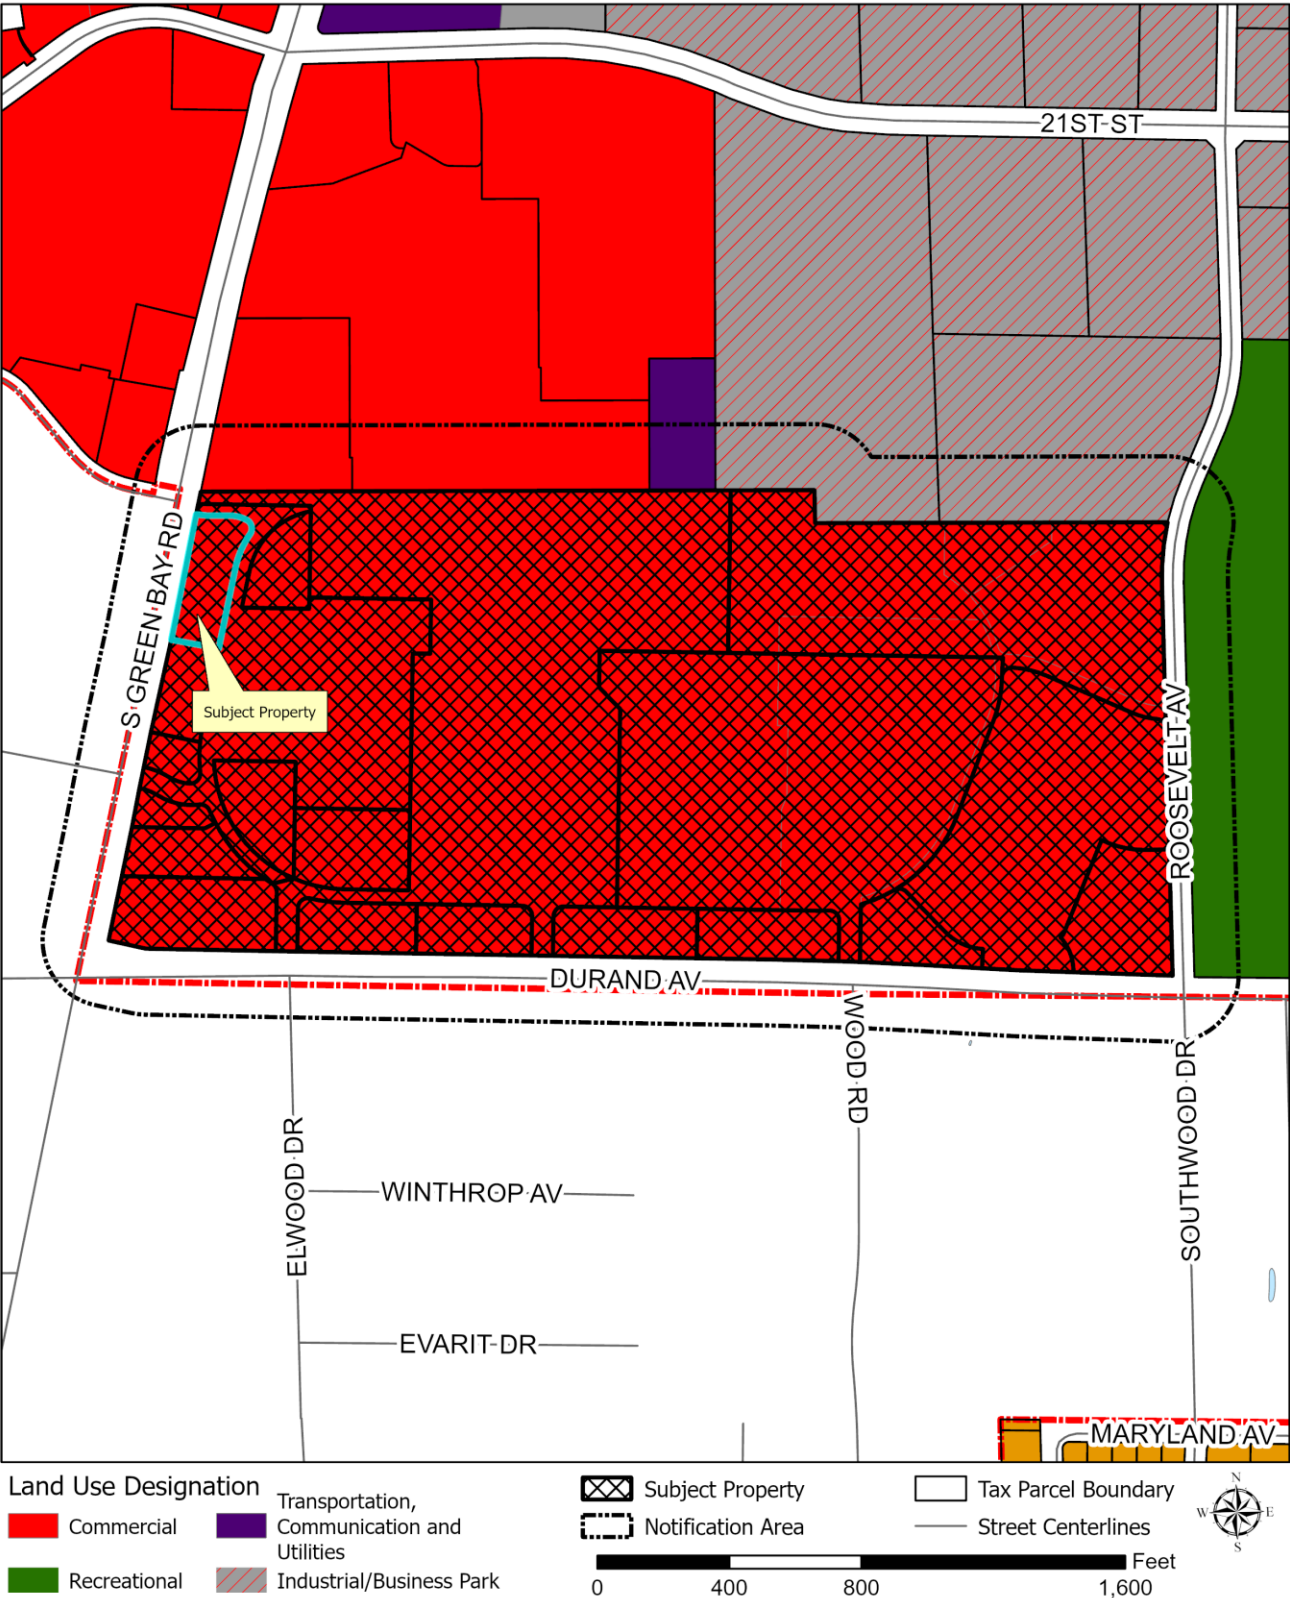 21ST ST
S GREEN BAY RD
Subject Property
ROOSEVELT AV
DURAND AV
WOOD RD
ELWOOD DR
SOUTHWOOD DR
WINTHROP AV
EVARIT DR
MARYLAND AV
Land Use Designation
Commercial
Recreational
Transportation,
Communication and
Utilities
Industrial/Business Park
Subject Property
Notification Area
Tax Parcel Boundary
Street Centerlines
Feet
0 400 800 1,600
N
W E
S